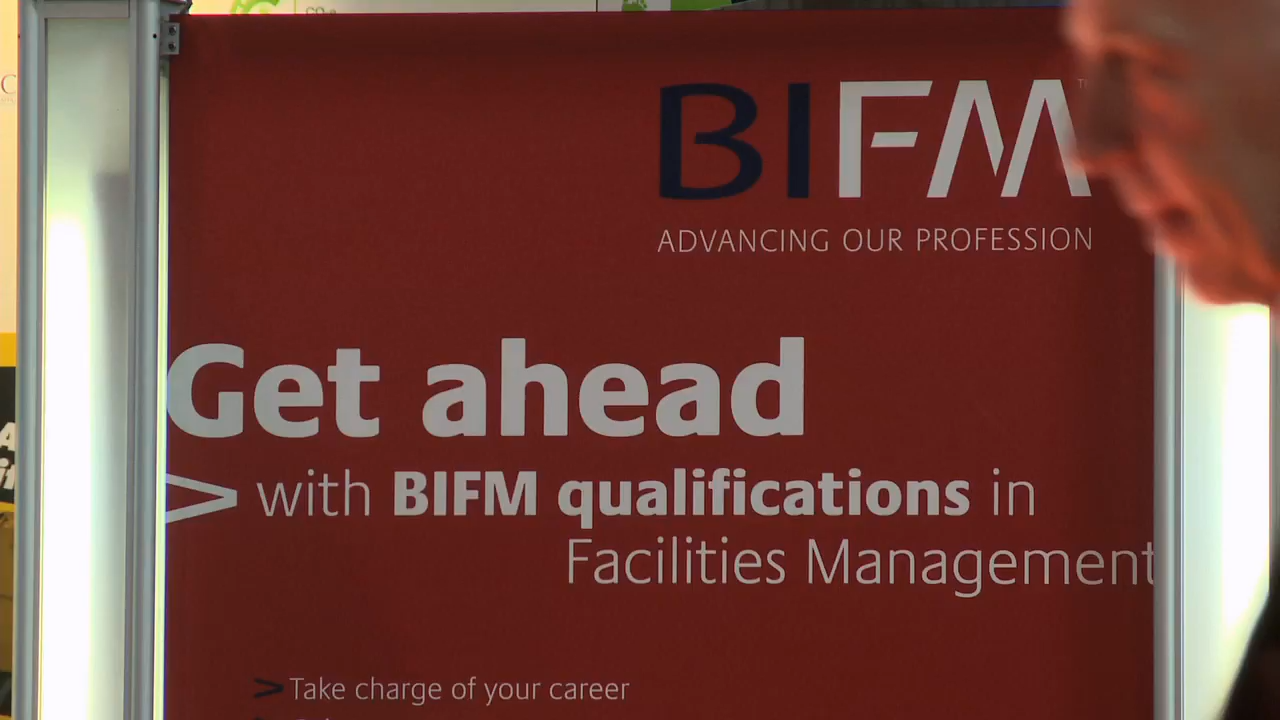 BIFM
ADVANCING OUR PROFESSION
Get ahead
> with BIFM qualifications in
Facilities Management
> Take charge of your career